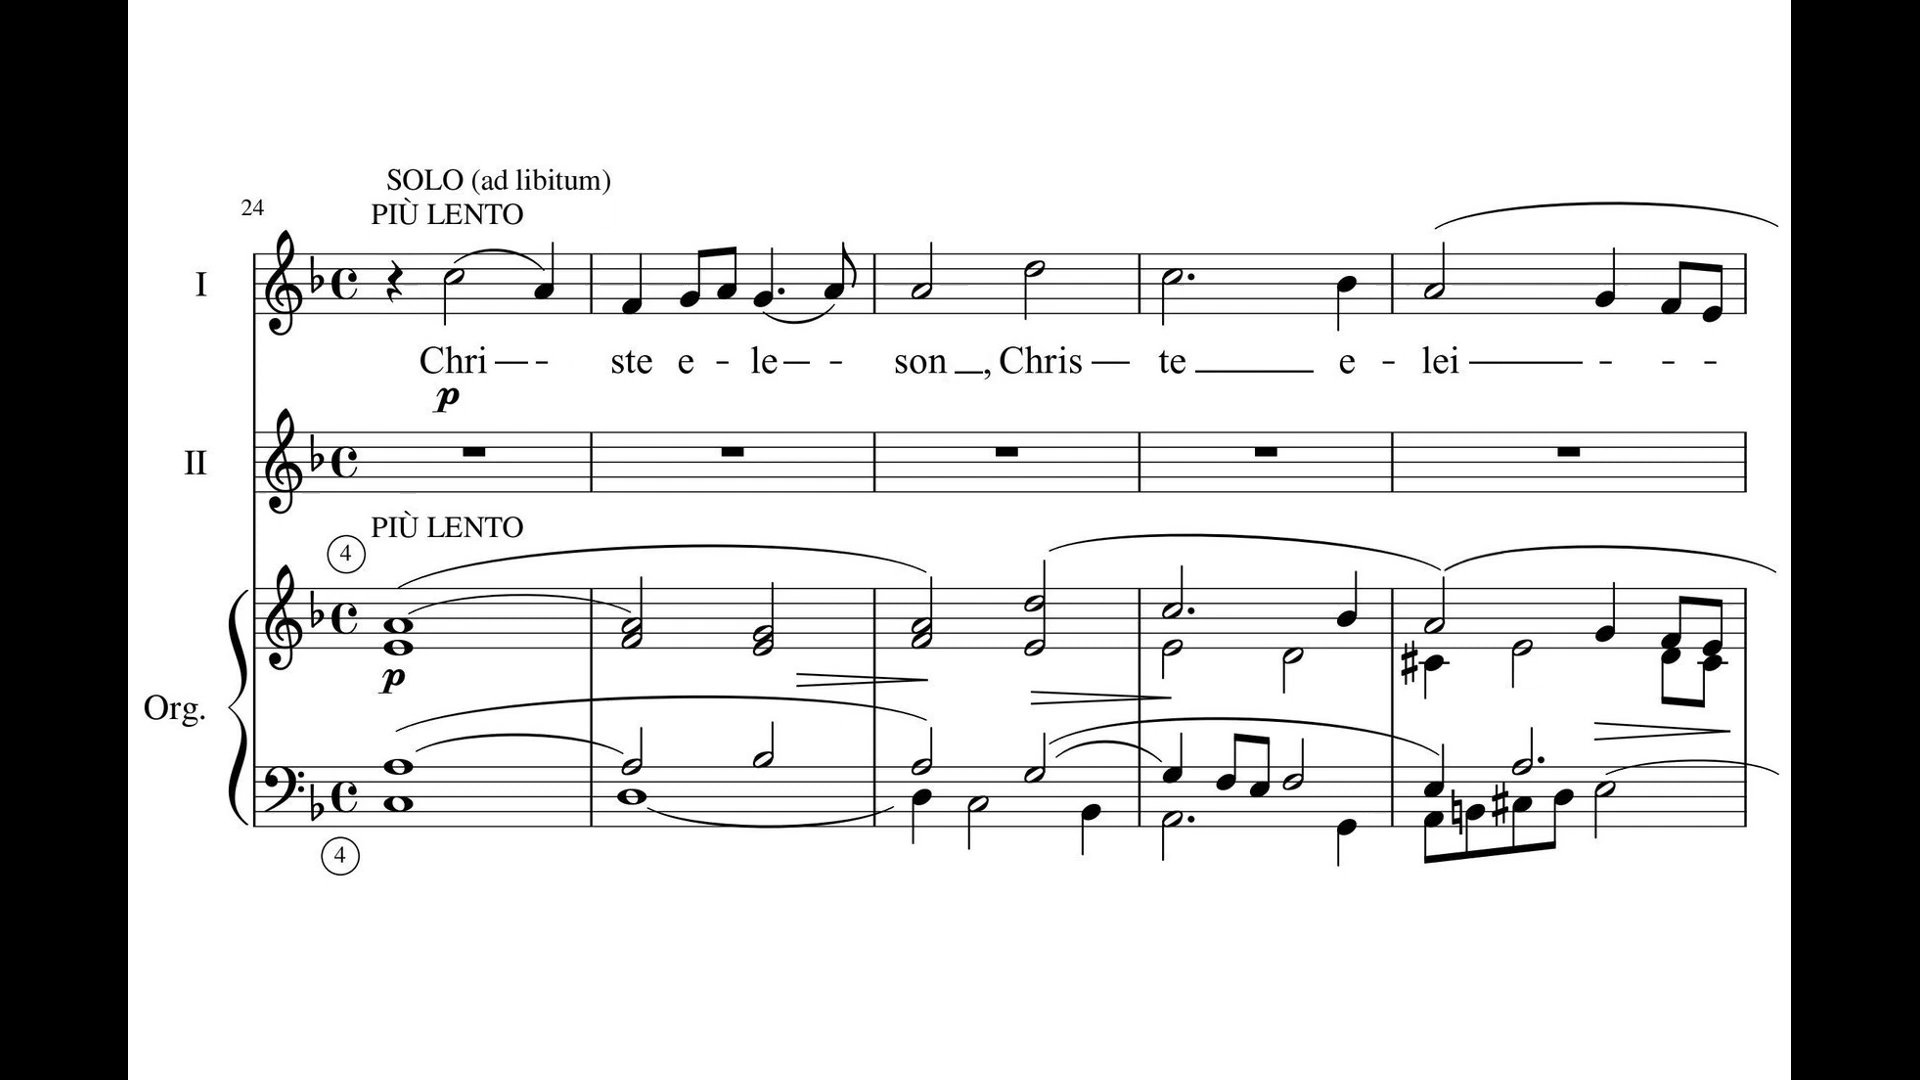 SOLO (ad libitum)
24
PIÙ LENTO
I
Chri — - ste e - le — - son _, Chris — te ____ e - lei ——— - - -
p
II
PIÙ LENTO
4
p
Org.
4